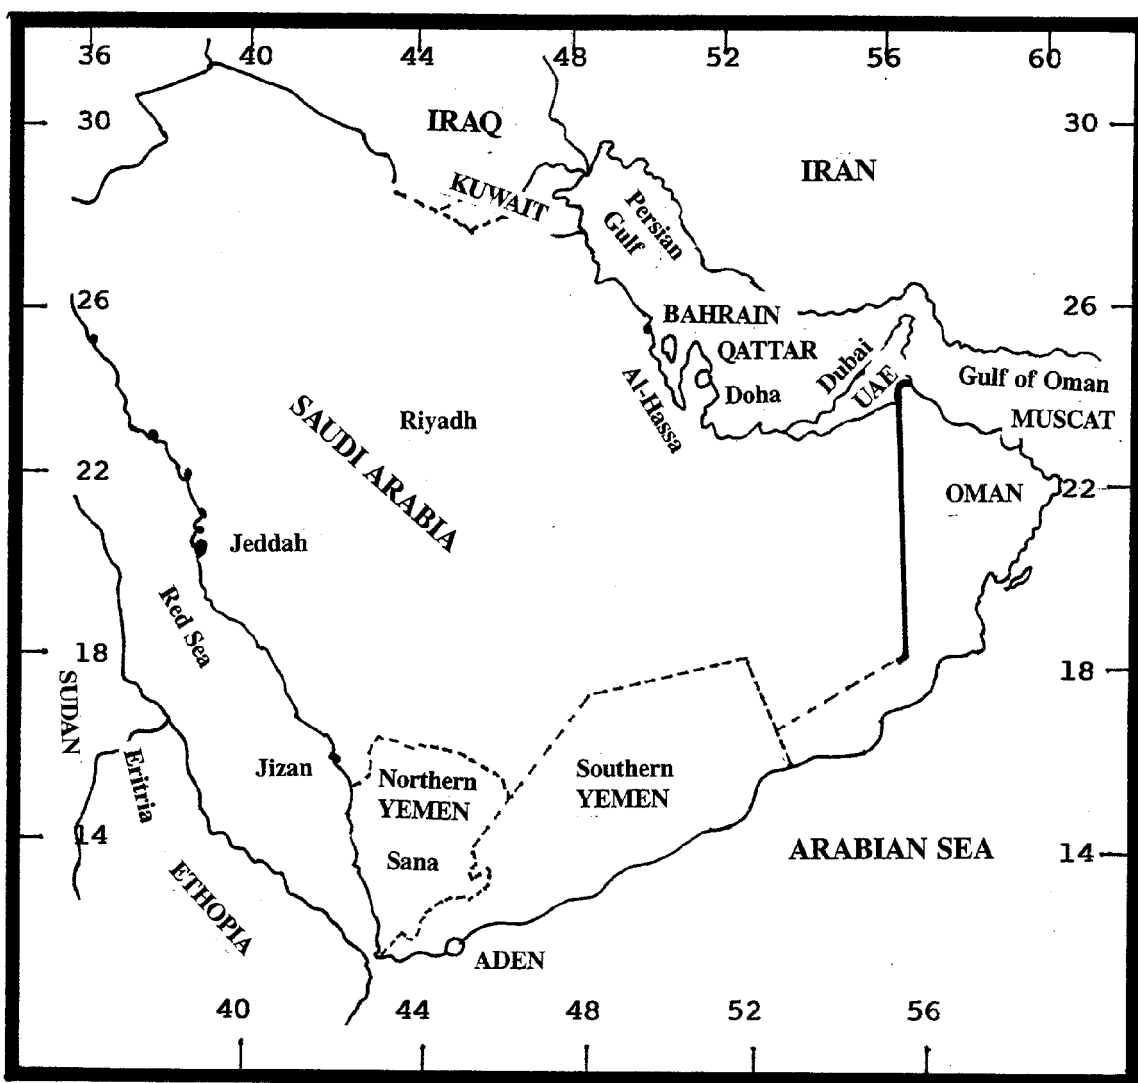 36 40 44 48 52 56 60
30 IRAQ 30
IRAN
KUWAIT
Persian
Gulf
26 26
BAHRAIN
QATTAR
Dubai
UAE
Doha
Al-Hassa
Gulf of Oman
MUSCAT
SAUDI ARABIA
Riyadh
22 22
OMAN
Jeddah
Red Sea
18 18
SUDAN
Eritria
Jizan
Northern
YEMEN
Southern
YEMEN
14 14
Sana
ARABIAN SEA
ETHOPIA
ADEN
40 44 48 52 56